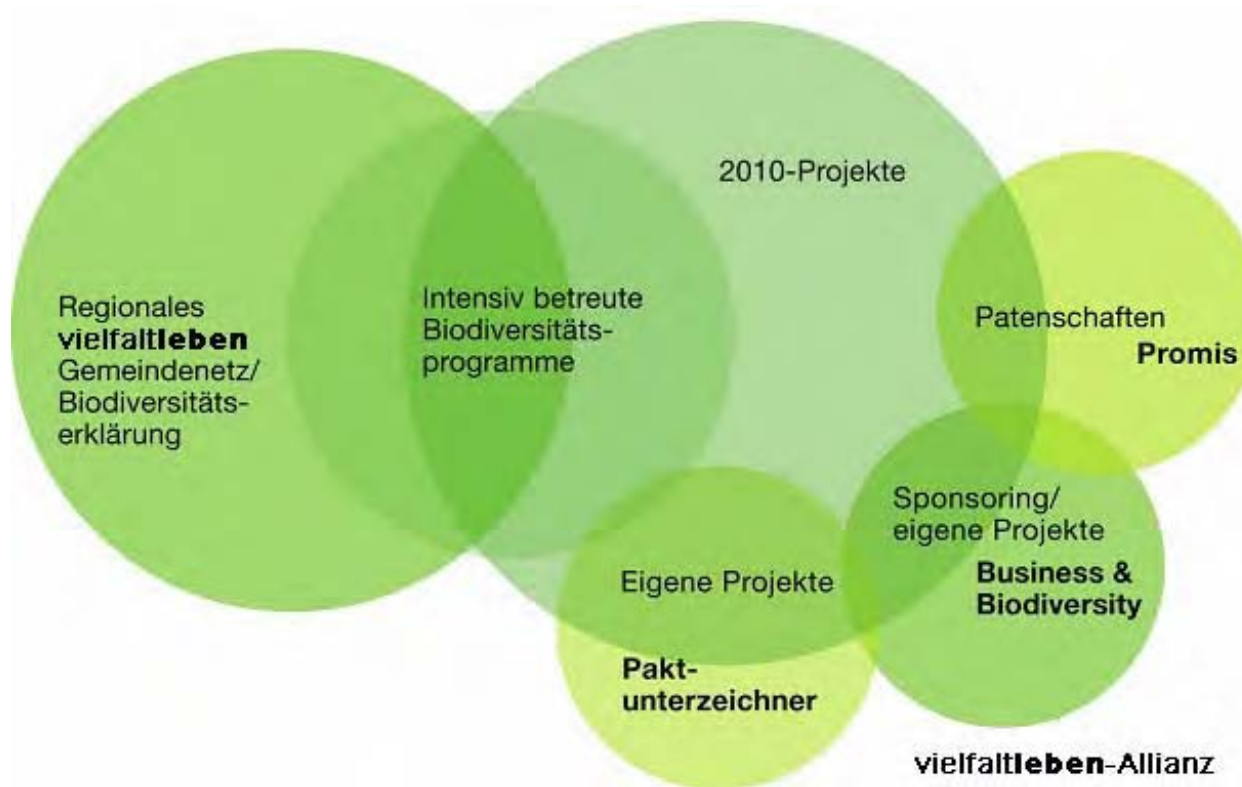 2010-Projekte
Regionales
vielfaltleben
Gemeindenetz/
Biodiversitäts-
erklärung
Intensiv betreute
Biodiversitäts-
programme
Patenschaften
Promis
Sponsoring/
eigene Projekte
Business &
Biodiversity
Eigene Projekte
Pakt-
unterzeichner
vielfaltleben-Allianz